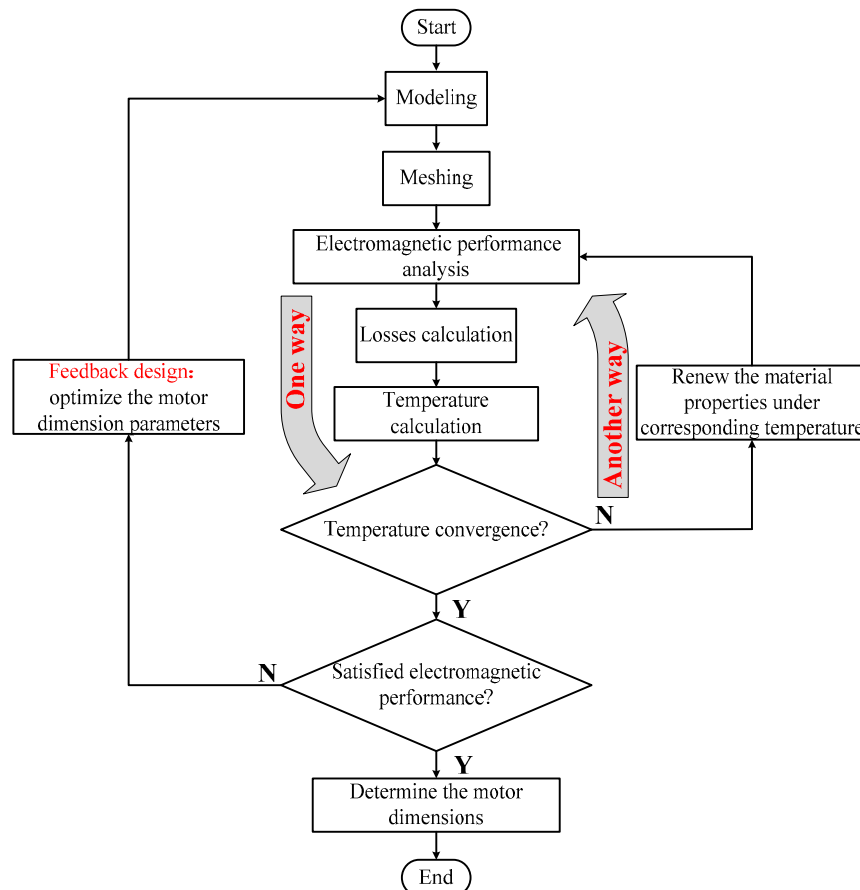 Start
Modeling
Meshing
Electromagnetic performance
analysis
One way
Losses calculation
Another way
Feedback design:
optimize the motor
dimension parameters
Temperature
calculation
Renew the material
properties under
corresponding temperature
Temperature convergence?
N
Y
N
Satisfied electromagnetic
performance?
Y
Determine the motor
dimensions
End